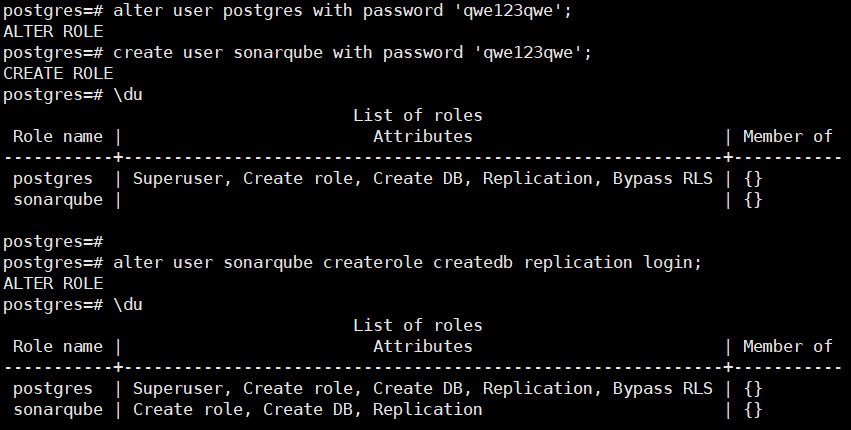 postgres=# alter user postgres with password 'qwe123qwe';
ALTER ROLE
postgres=# create user sonarqube with password 'qwe123qwe';
CREATE ROLE
postgres=# \du
                                   List of roles
 Role name |                         Attributes                         | Member of
-----------+------------------------------------------------------------+-----------
 postgres  | Superuser, Create role, Create DB, Replication, Bypass RLS | {}
 sonarqube |                                                            | {}

postgres=#
postgres=# alter user sonarqube createrole createdb replication login;
ALTER ROLE
postgres=# \du
                                   List of roles
 Role name |                         Attributes                         | Member of
-----------+------------------------------------------------------------+-----------
 postgres  | Superuser, Create role, Create DB, Replication, Bypass RLS | {}
 sonarqube | Create role, Create DB, Replication                        | {}